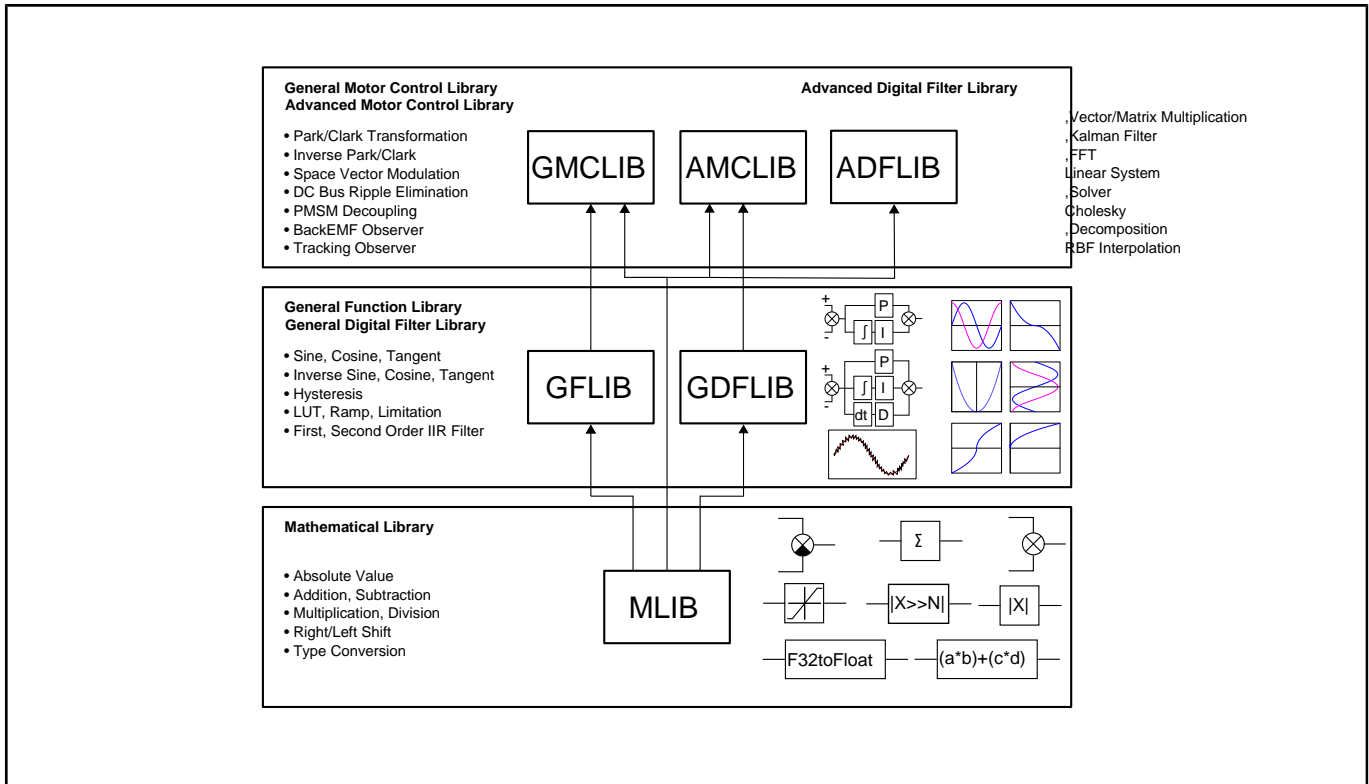 General Motor Control Library
Advanced Motor Control Library
Advanced Digital Filter Library
• Park/Clark Transformation
• Inverse Park/Clark
• Space Vector Modulation
• DC Bus Ripple Elimination
• PMSM Decoupling
• BackEMF Observer
• Tracking Observer
GMCLIB
AMCLIB
ADFLIB
,Vector/Matrix Multiplication
,Kalman Filter
,FFT
Linear System
,Solver
Cholesky
,Decomposition
RBF Interpolation
General Function Library
General Digital Filter Library
• Sine, Cosine, Tangent
• Inverse Sine, Cosine, Tangent
• Hysteresis
• LUT, Ramp, Limitation
• First, Second Order IIR Filter
GFLIB
GDFLIB
+
P
-
∫ I
P
+
∫ I
-
dt D
Mathematical Library
• Absolute Value
• Addition, Subtraction
• Multiplication, Division
• Right/Left Shift
• Type Conversion
MLIB
Σ
|X>>N|
|X|
F32toFloat
(a*b)+(c*d)